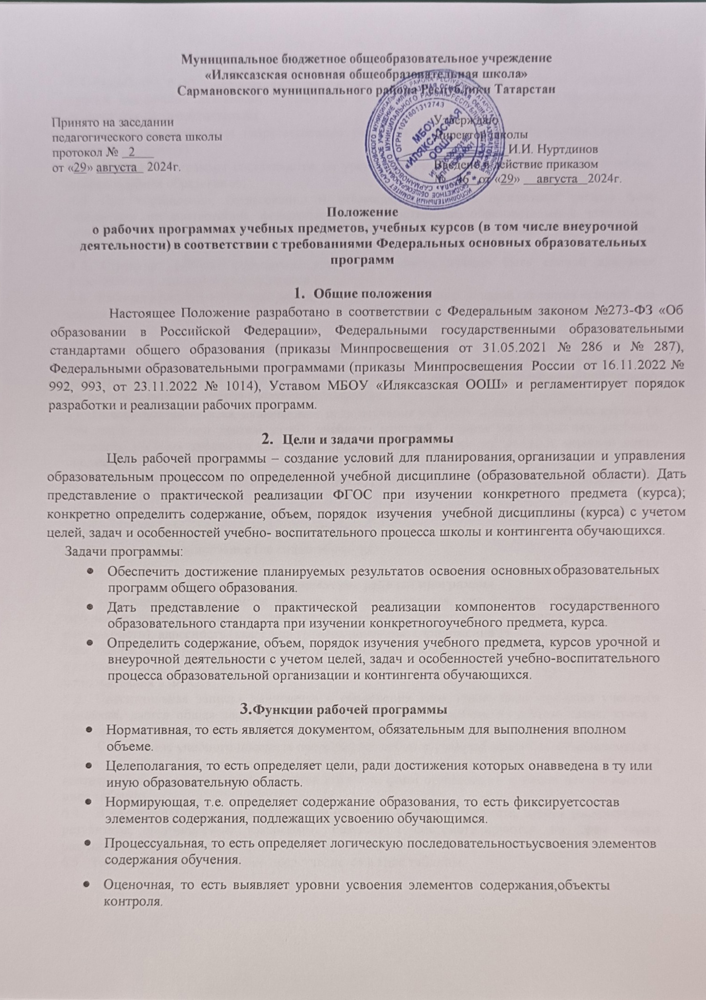 Муниципальное бюджетное общеобразовательное учреждение
«Иляксазская основная общеобразовательная школа»
Сармановского муниципального района Республики Татарстан
Принято на заседании
педагогического совета школы
протокол № 2
от «29» августа 2024г.
Утверждаю
Директор школы
И.И. Нуртдинов
Введено в действие приказом
№ 46 от «29» августа 2024г.
ОГРН 1021601312743
МБОУ
«ИЛЯКСАЗСКАЯ
ООШ»
Положение
о рабочих программах учебных предметов, учебных курсов (в том числе внеурочной
деятельности) в соответствии с требованиями Федеральных основных образовательных
программ
1. Общие положения
Настоящее Положение разработано в соответствии с Федеральным законом №273-ФЗ «Об
образовании в Российской Федерации», Федеральными государственными образовательными
стандартами общего образования (приказы Минпросвещения от 31.05.2021 № 286 и № 287),
Федеральными образовательными программами (приказы Минпросвещения России от 16.11.2022 №
992, 993, от 23.11.2022 № 1014), Уставом МБОУ «Иляксазская ООШ» и регламентирует порядок
разработки и реализации рабочих программ.
2. Цели и задачи программы
Цель рабочей программы – создание условий для планирования, организации и управления
образовательным процессом по определенной учебной дисциплине (образовательной области). Дать
представление о практической реализации ФГОС при изучении конкретного предмета (курса);
конкретно определить содержание, объем, порядок изучения учебной дисциплины (курса) с учетом
целей, задач и особенностей учебно- воспитательного процесса школы и контингента обучающихся.
Задачи программы:
• Обеспечить достижение планируемых результатов освоения основных образовательных
программ общего образования.
• Дать представление о практической реализации компонентов государственного
образовательного стандарта при изучении конкретногоучебного предмета, курса.
• Определить содержание, объем, порядок изучения учебного предмета, курсов урочной и
внеурочной деятельности с учетом целей, задач и особенностей учебно-воспитательного
процесса образовательной организации и контингента обучающихся.
3.Функции рабочей программы
• Нормативная, то есть является документом, обязательным для выполнения вполном
объеме.
• Целеполагания, то есть определяет цели, ради достижения которых онавведена в ту или
иную образовательную область.
• Нормирующая, т.е. определяет содержание образования, то есть фиксируетсостав
элементов содержания, подлежащих усвоению обучающимся.
• Процессуальная, то есть определяет логическую последовательностьусвоения элементов
содержания обучения.
• Оценочная, то есть выявляет уровни усвоения элементов содержания,объекты
контроля.